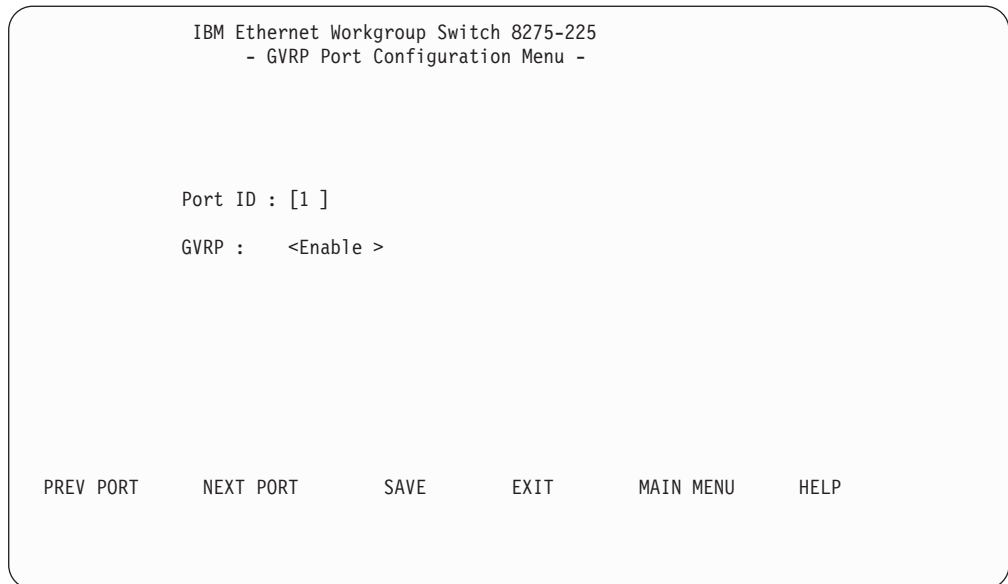 IBM Ethernet Workgroup Switch 8275-225
- GVRP Port Configuration Menu -
Port ID : [1 ]
GVRP : <Enable >
PREV PORT NEXT PORT SAVE EXIT MAIN MENU HELP